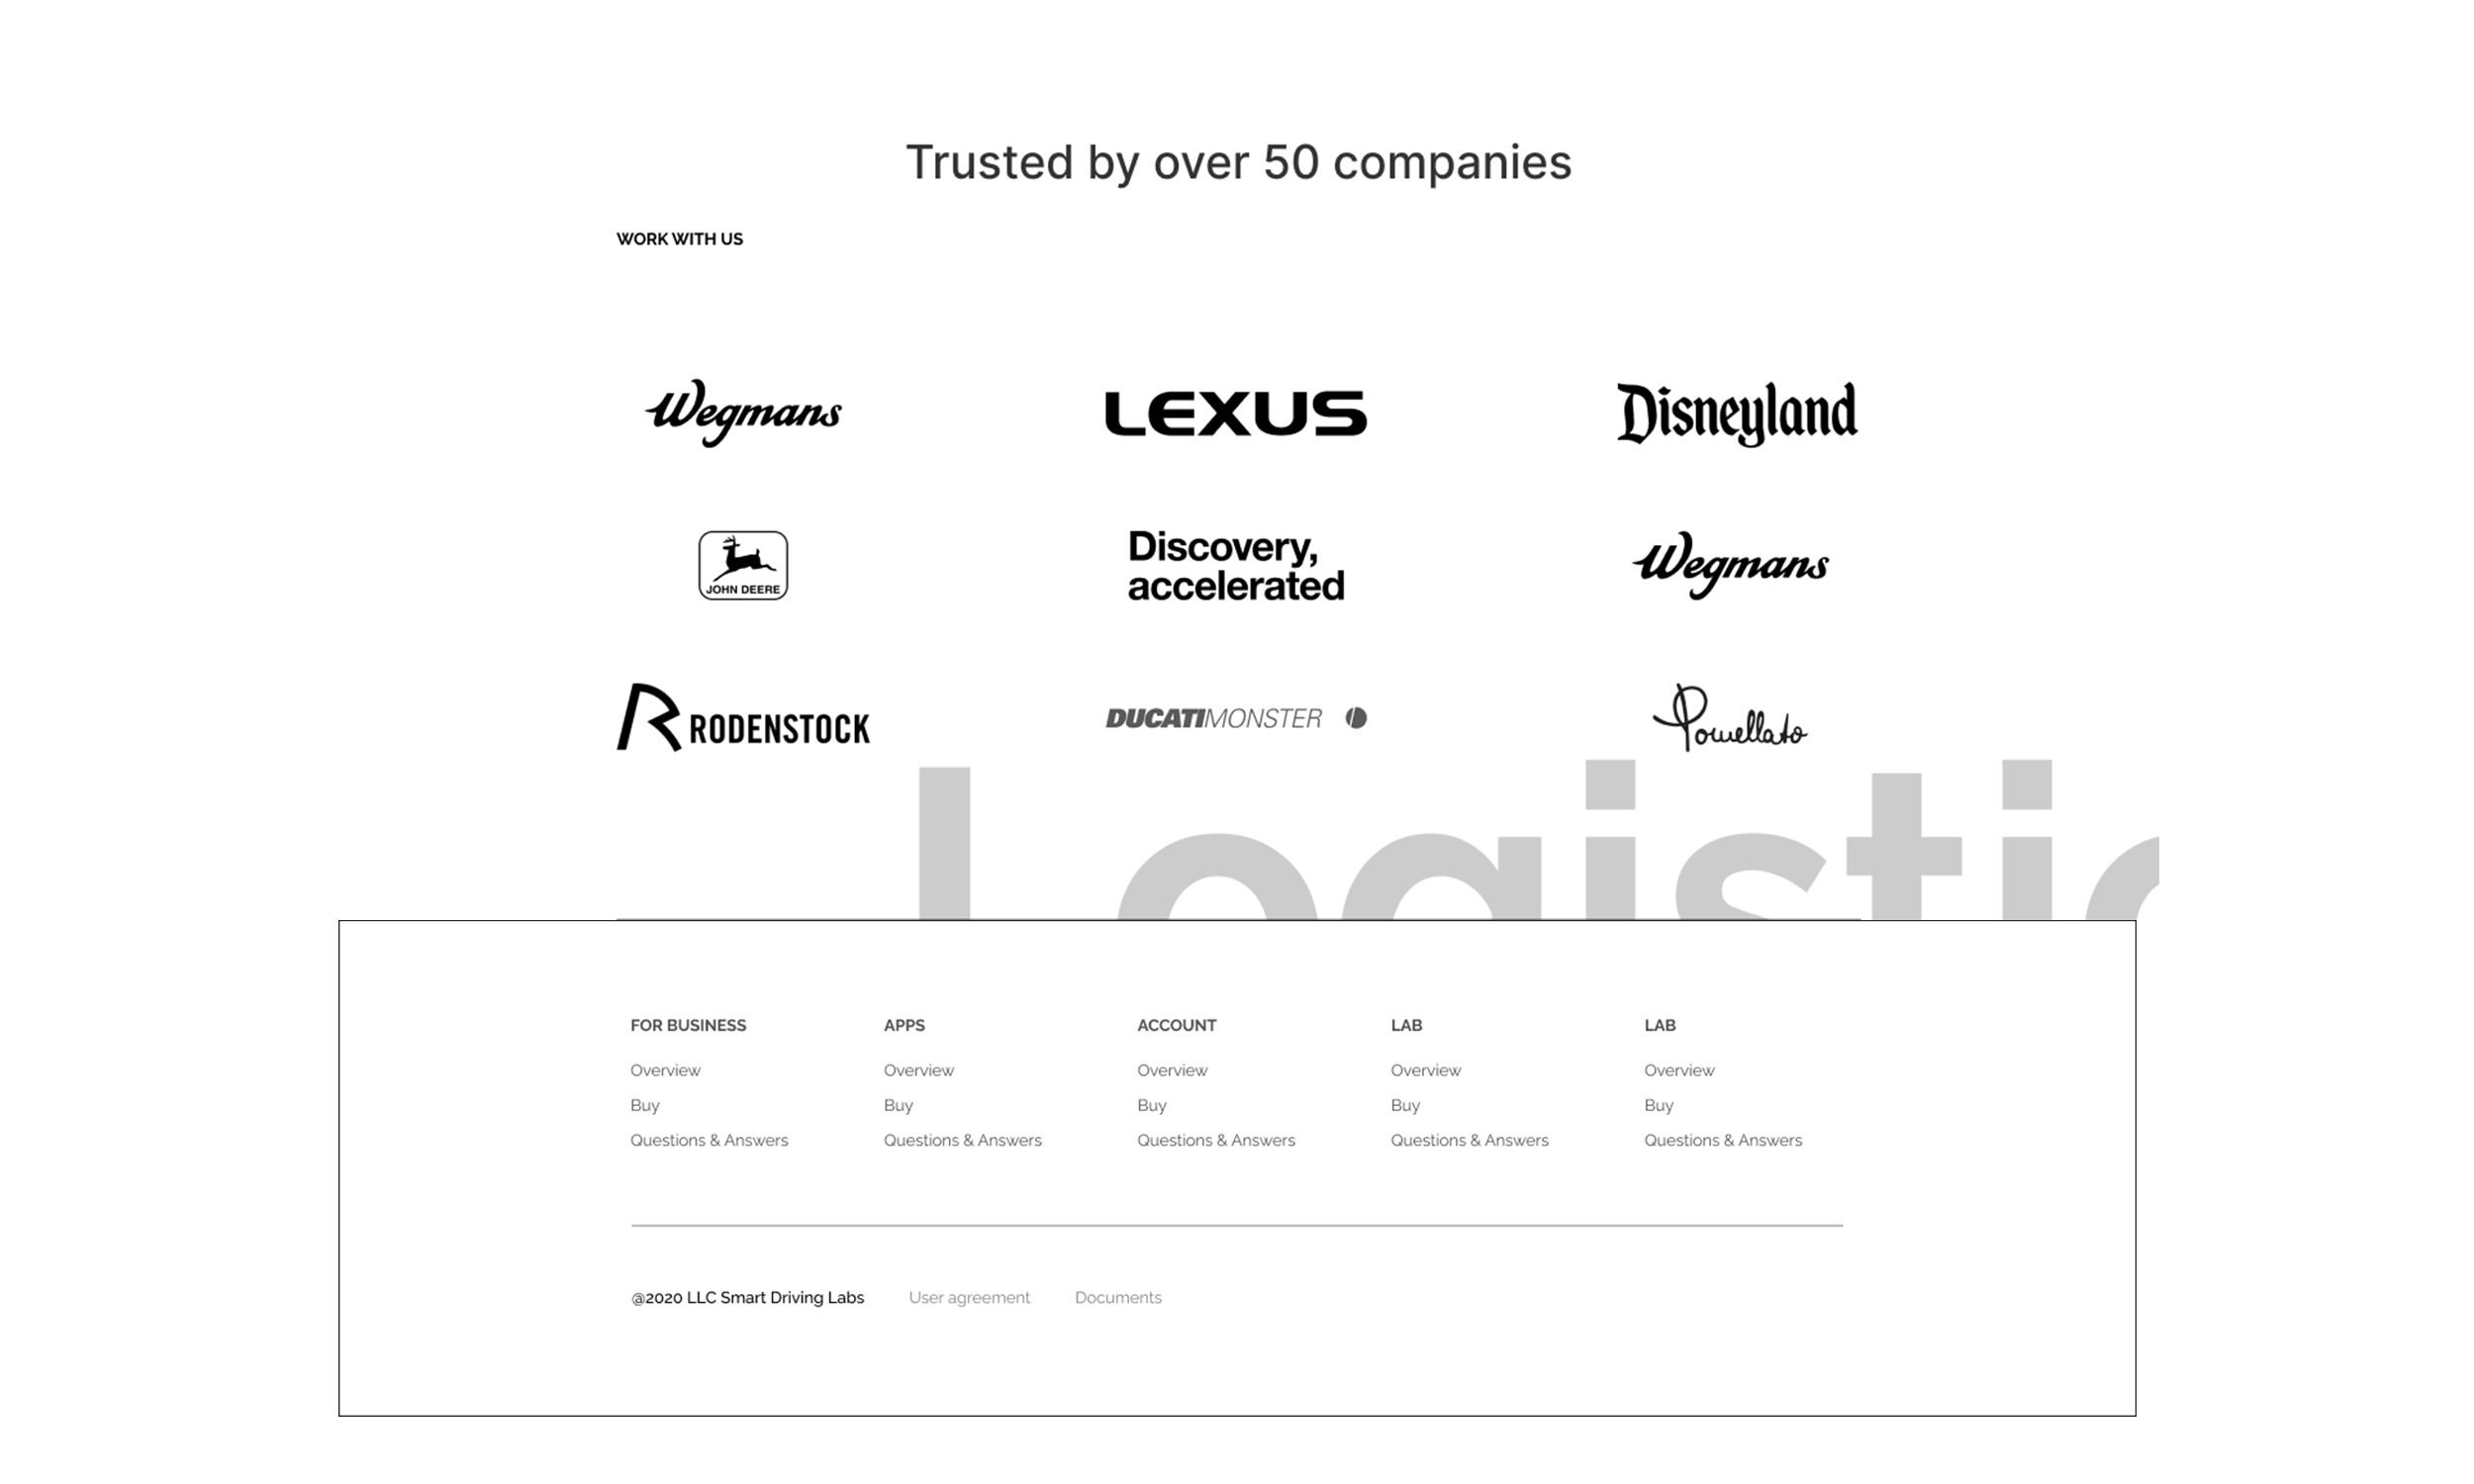 Trusted by over 50 companies
WORK WITH US
Wegmans
LEXUS
Disneyland
JOHN DEERE
Discovery,
accelerated
Wegmans
RODENSTOCK
DUCATIMONSTER
Pomellato
Logistic
FOR BUSINESS
APPS
ACCOUNT
LAB
LAB
Overview
Overview
Overview
Overview
Overview
Buy
Buy
Buy
Buy
Buy
Questions & Answers
Questions & Answers
Questions & Answers
Questions & Answers
Questions & Answers
@2020 LLC Smart Driving Labs
User agreement
Documents